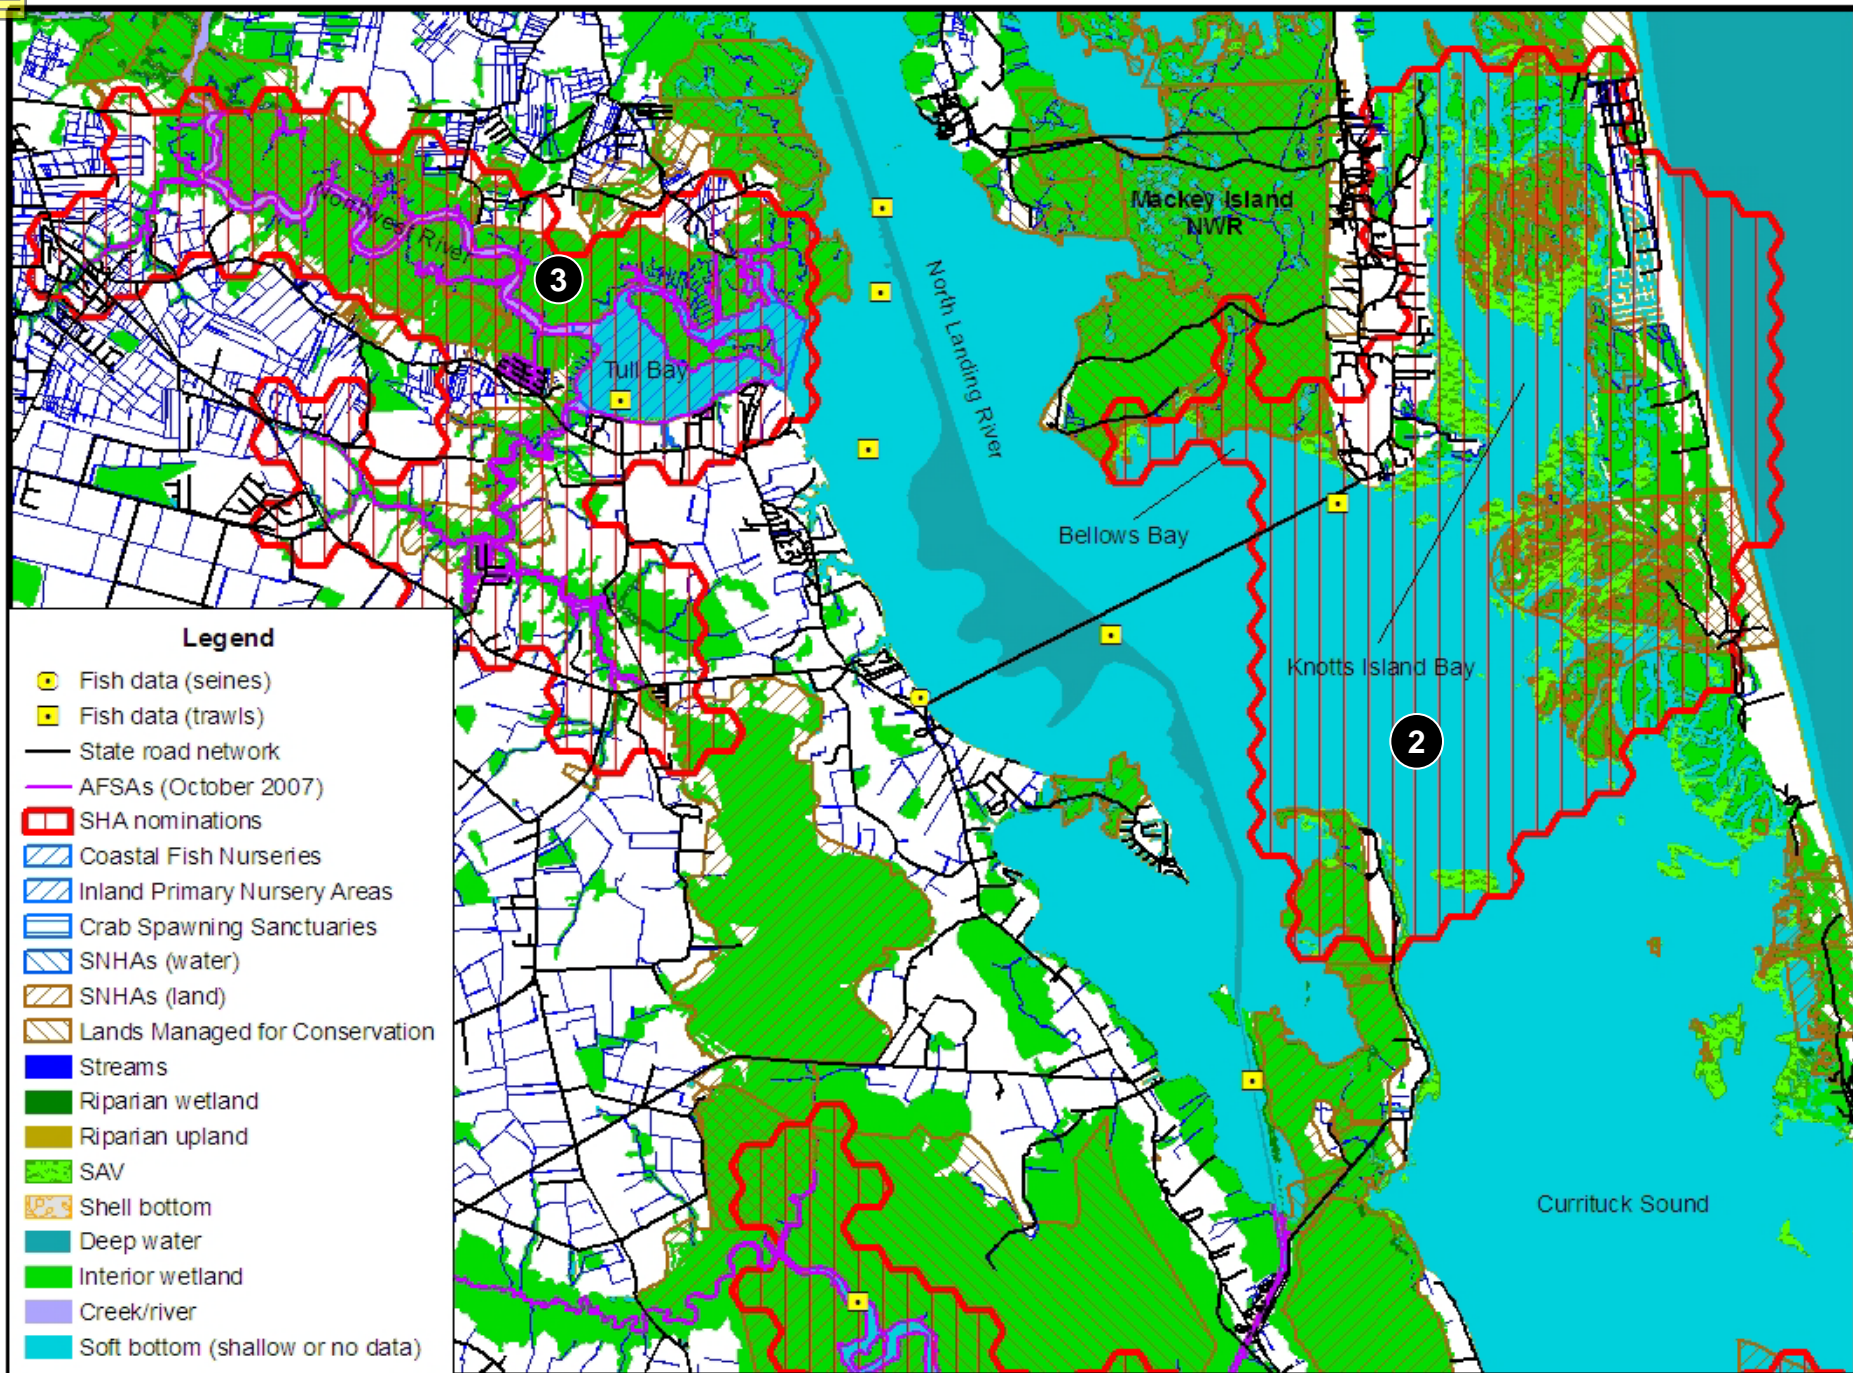 Mackey Island
NWR
Northwest River
3
North Landing River
Tull Bay
Bellows Bay
Knotts Island Bay
2
Currituck Sound
Legend
Fish data (seines)
Fish data (trawls)
State road network
AFSAs (October 2007)
SHA nominations
Coastal Fish Nurseries
Inland Primary Nursery Areas
Crab Spawning Sanctuaries
SNHAs (water)
SNHAs (land)
Lands Managed for Conservation
Streams
Riparian wetland
Riparian upland
SAV
Shell bottom
Deep water
Interior wetland
Creek/river
Soft bottom (shallow or no data)